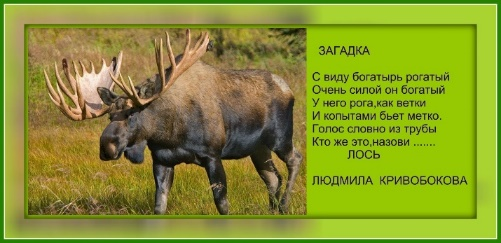 ЗАГАДКА
С виду богатырь рогатый
Очень силой он богатый
У него рога,как ветки
И копытами бьет метко.
Голос словно из трубы
Кто же это,назови .......
ЛОСЬ
ЛЮДМИЛА КРИВОБОКОВА